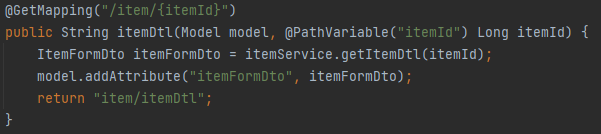 @GetMapping("/item/{itemId}")
public String itemDtl(Model model, @PathVariable("itemId") Long itemId) {
    ItemFormDto itemFormDto = itemService.getItemDtl(itemId);
    model.addAttribute("itemFormDto", itemFormDto);
    return "item/itemDtl";
}